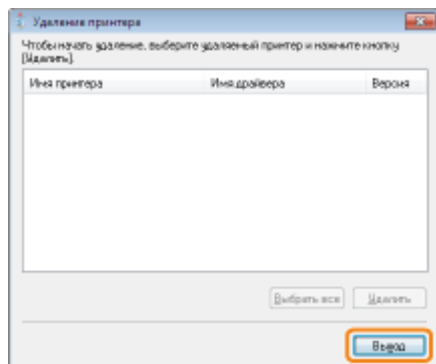 Удаление принтера
Чтобы начать удаление, выберите удаляемый принтер и нажмите кнопку
[Удалить].
Имя принтера Имя драйвера Версия
Выбрать все Удалить
Выход